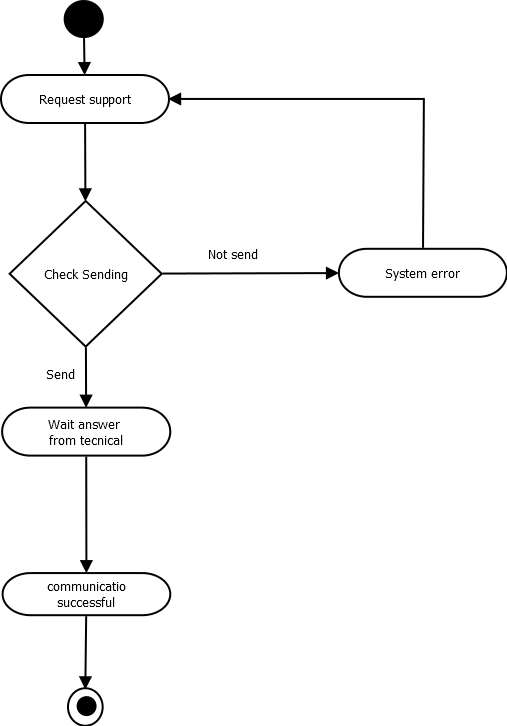 Request support
Check Sending
Not send
System error
Send
Wait answer
from tecnical
communicatio
successful